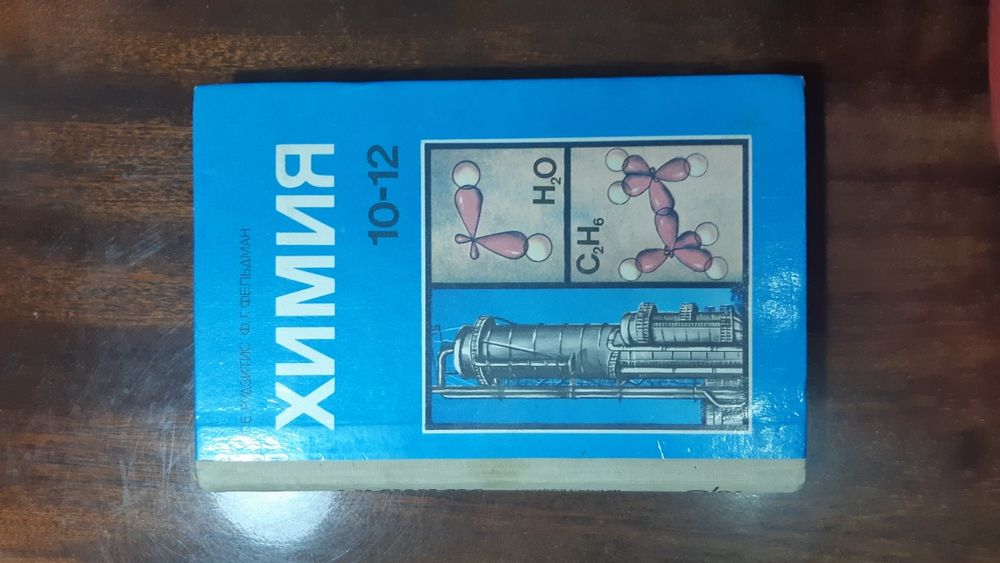 Г. Е. РУДЗИТИС Ф. Г. ФЕЛЬДМАН
ХИМИЯ
10-12
H₂O
C₂H₆